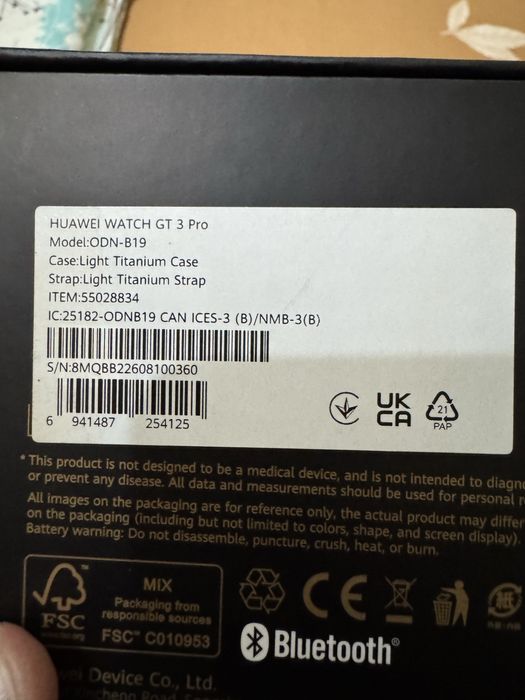 HUAWEI WATCH GT 3 Pro
Model:ODN-B19
Case:Light Titanium Case
Strap:Light Titanium Strap
ITEM:55028834
IC:25182-ODNB19 CAN ICES-3 (B)/NMB-3(B)
S/N:8MQBB22608100360
6 941487 254125
UK
CA
21
PAP
* This product is not designed to be a medical device, and is not intended to
or prevent any disease. All data and measurements should be used for personal
All images on the packaging are for reference only, the actual product may
on the packaging (including but not limited to colors, shape, and screen display).
Battery warning: Do not disassemble, puncture, crush, heat, or burn.
FSC
MIX
Packaging from
responsible sources
FSC™ C010953
CE
紙
Bluetooth®
Device Co., Ltd.
Road,